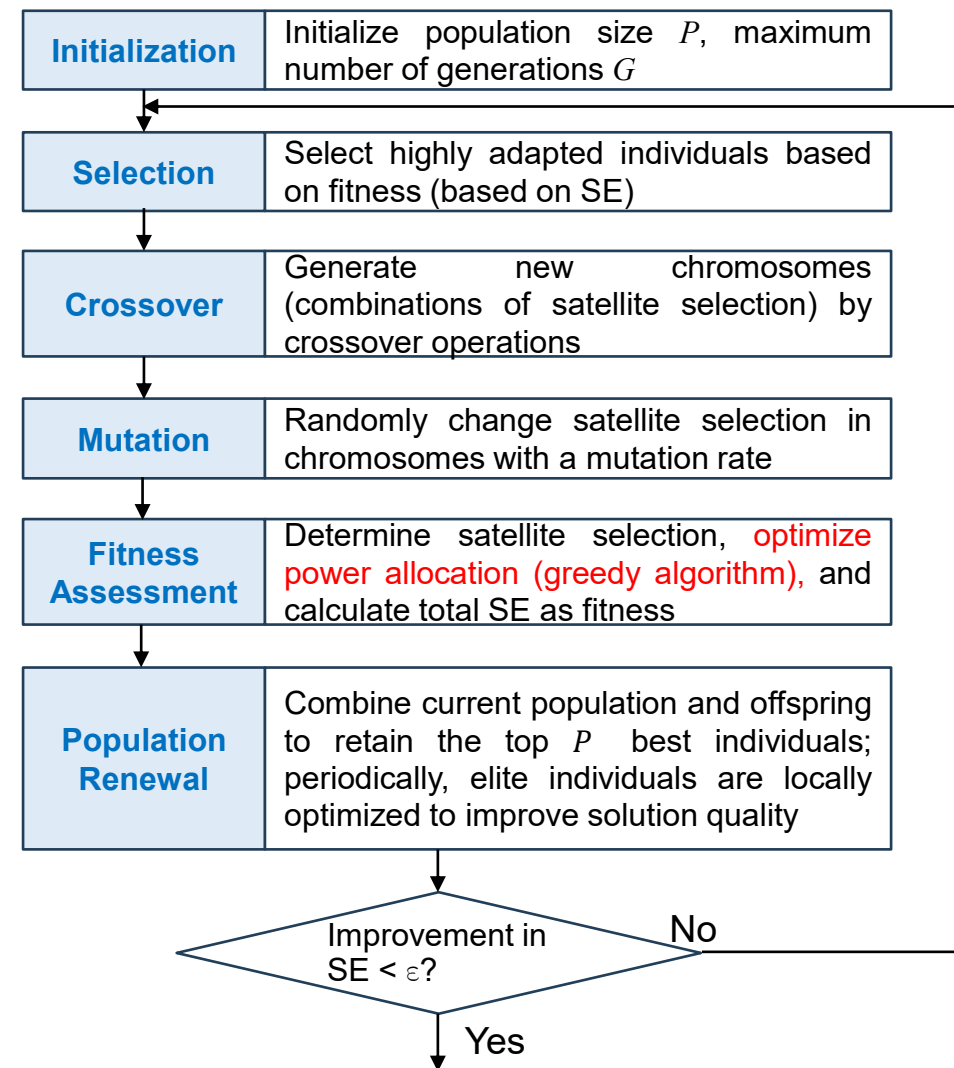 Initialization
Initialize population size P, maximum
number of generations G
Selection
Select highly adapted individuals based
on fitness (based on SE)
Crossover
Generate new chromosomes
(combinations of satellite selection) by
crossover operations
Mutation
Randomly change satellite selection in
chromosomes with a mutation rate
Fitness
Assessment
Determine satellite selection, optimize
power allocation (greedy algorithm), and
calculate total SE as fitness
Population
Renewal
Combine current population and offspring
to retain the top P best individuals;
periodically, elite individuals are locally
optimized to improve solution quality
Improvement in
SE < ε?
No
Yes